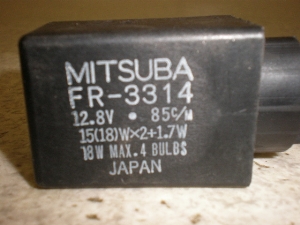 MITSUBA
FR-3314
12.8V • 85c/M
15(18)W×2+1.7W
18W MAX. 4 BULBS
JAPAN